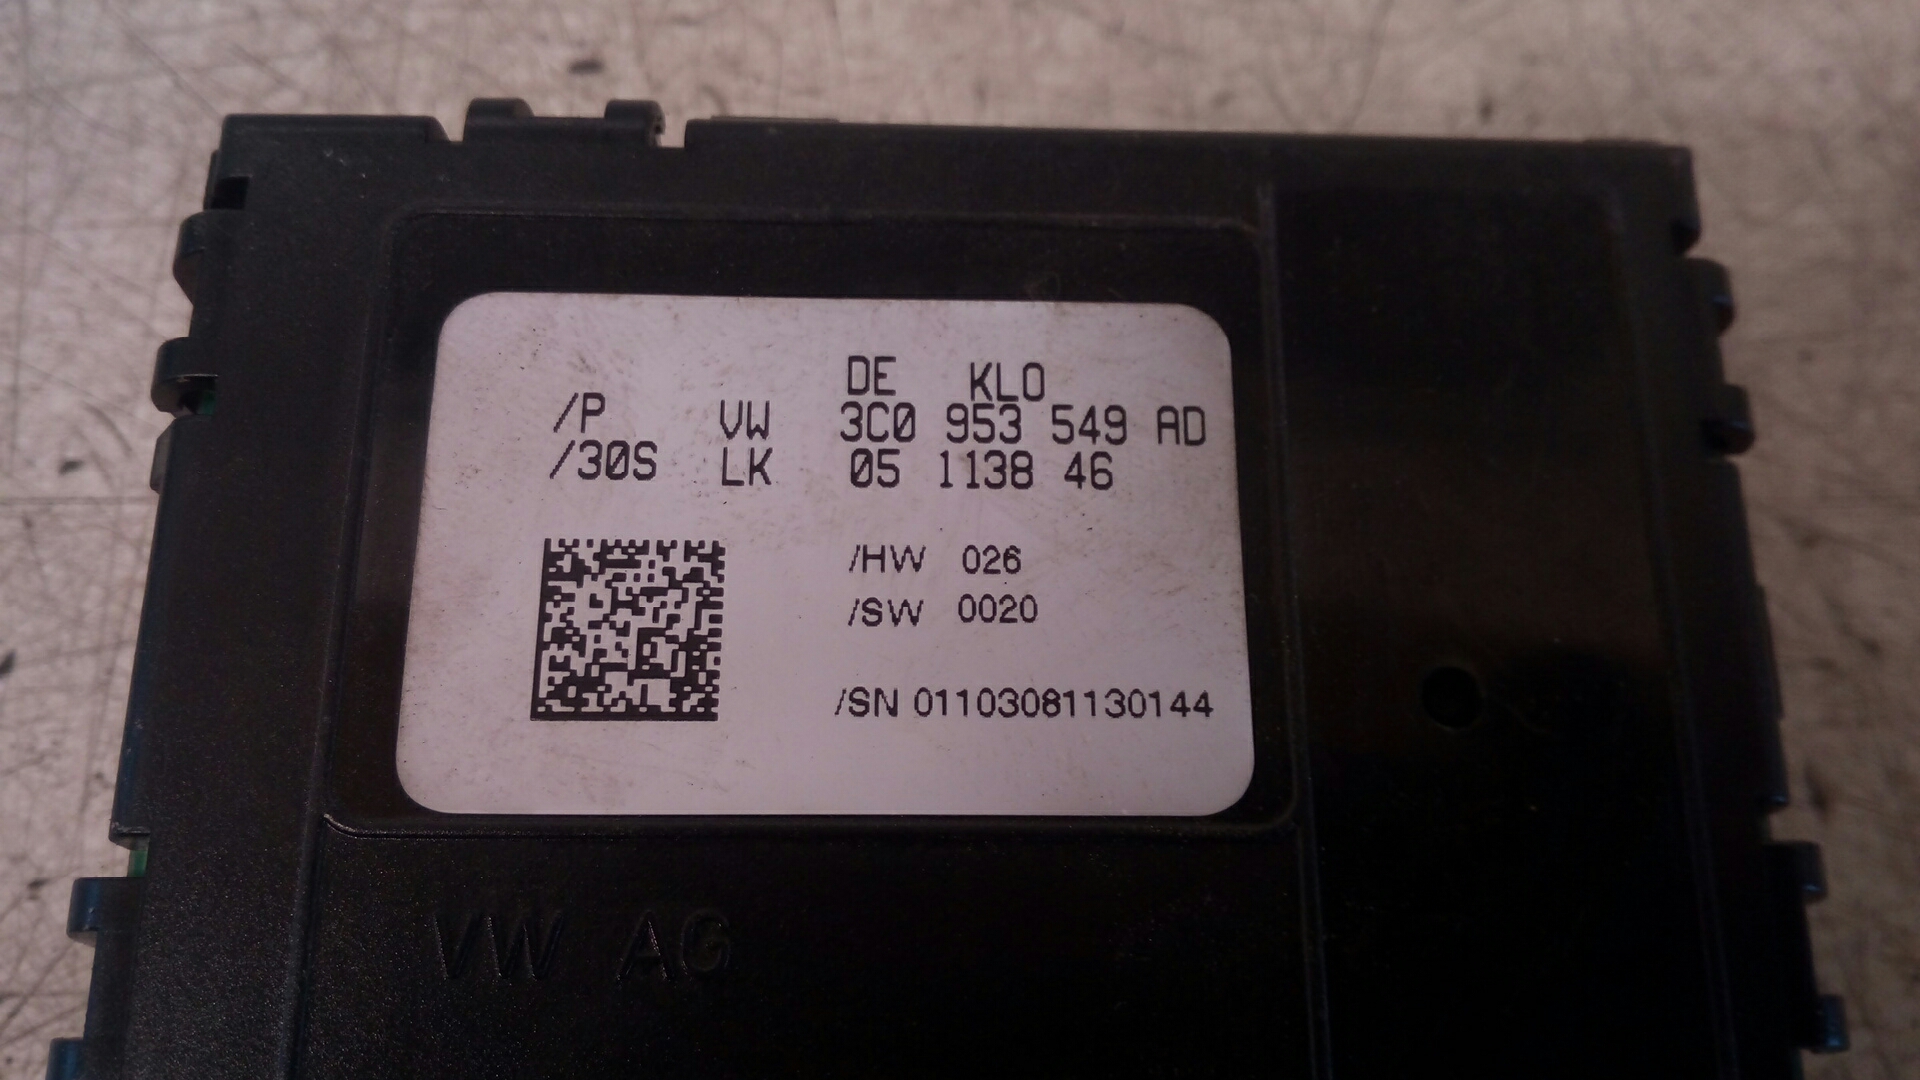 DE KLO
/P VW 3C0 953 549 AD
/30S LK 05 1138 46
/HW 026
/SW 0020
/SN 01103081130144
VW AG